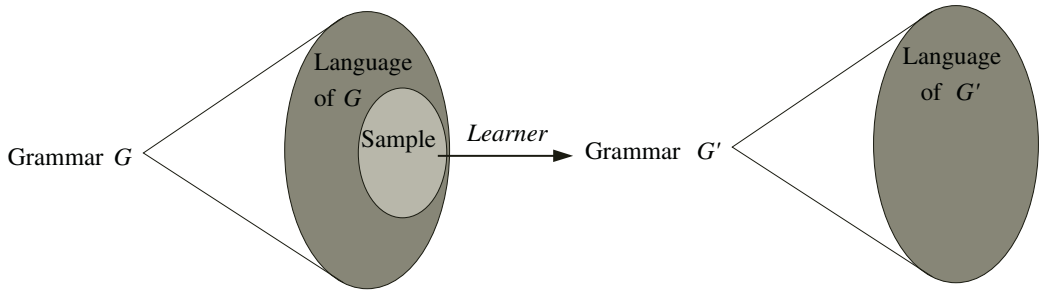 Grammar G
Language
of G
Sample
Learner
Grammar G'
Language
of G'